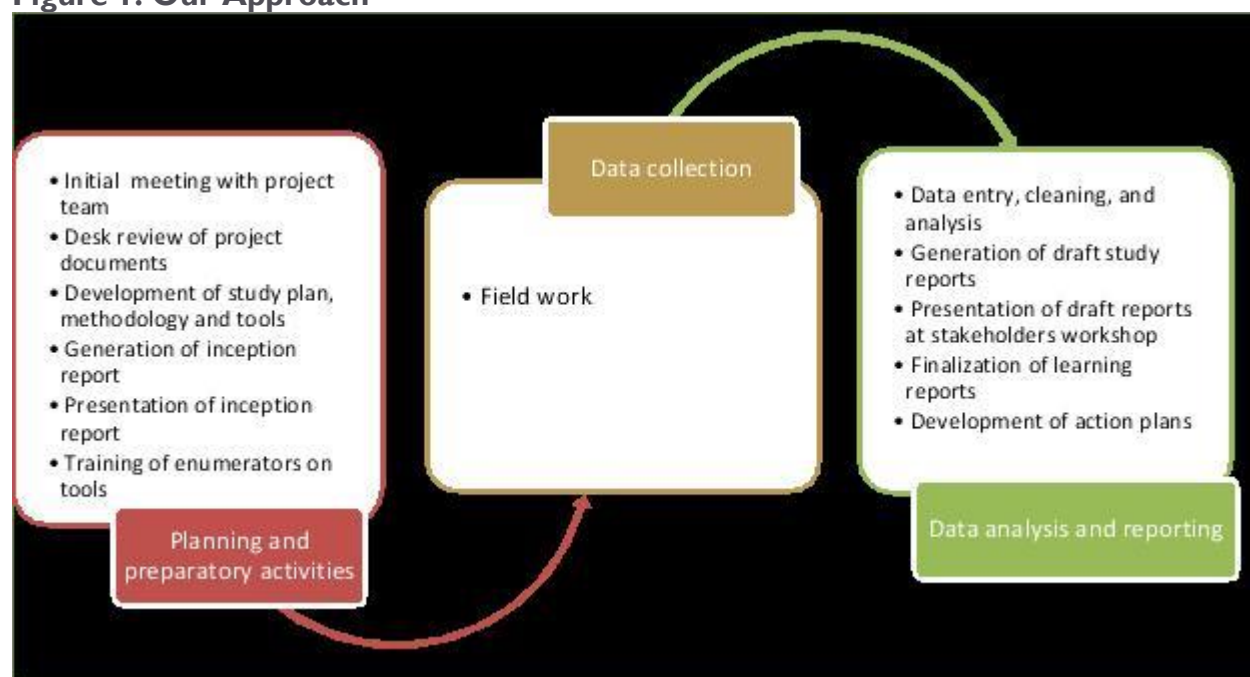 Figure 1: Our Approach
• Initial meeting with project
team
• Desk review of project
documents
• Development of study plan,
methodology and tools
• Generation of inception
report
• Presentation of inception
report
• Training of enumerators on
tools
Planning and
preparatory activities
Data collection
• Field work
• Data entry, cleaning, and
analysis
• Generation of draft study
reports
• Presentation of draft reports
at stakeholders workshop
• Finalization of learning
reports
• Development of action plans
Data analysis and reporting